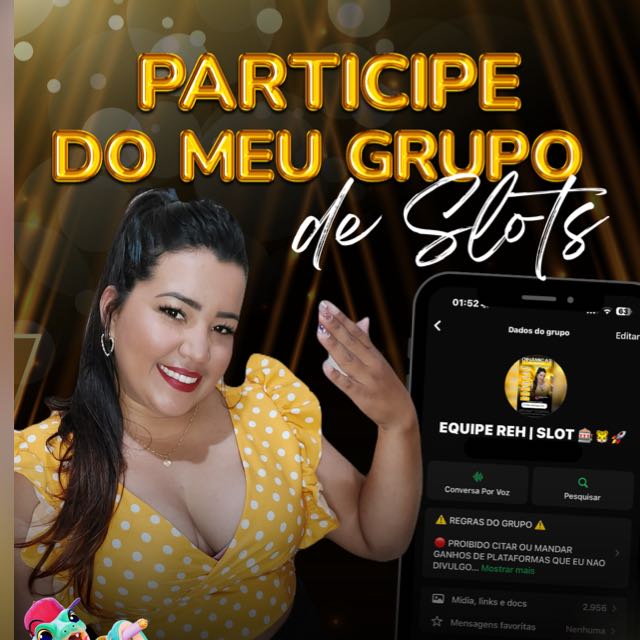 PARTICIPE
DO MEU GRUPO
de Slots
01:52
63
Dados do grupo
Editar
DINÂMICAS
EQUIPE REH | SLOT 🎰🐯🚀
Conversa Por Voz
Pesquisar
⚠️ REGRAS DO GRUPO ⚠️
🔴 PROIBIDO CITAR OU MANDAR
GANHOS DE PLATAFORMAS QUE EU NAO
DIVULGO... Mostrar mais
Mídia, links e docs
2.956
Mensagens favoritas
Nenhuma